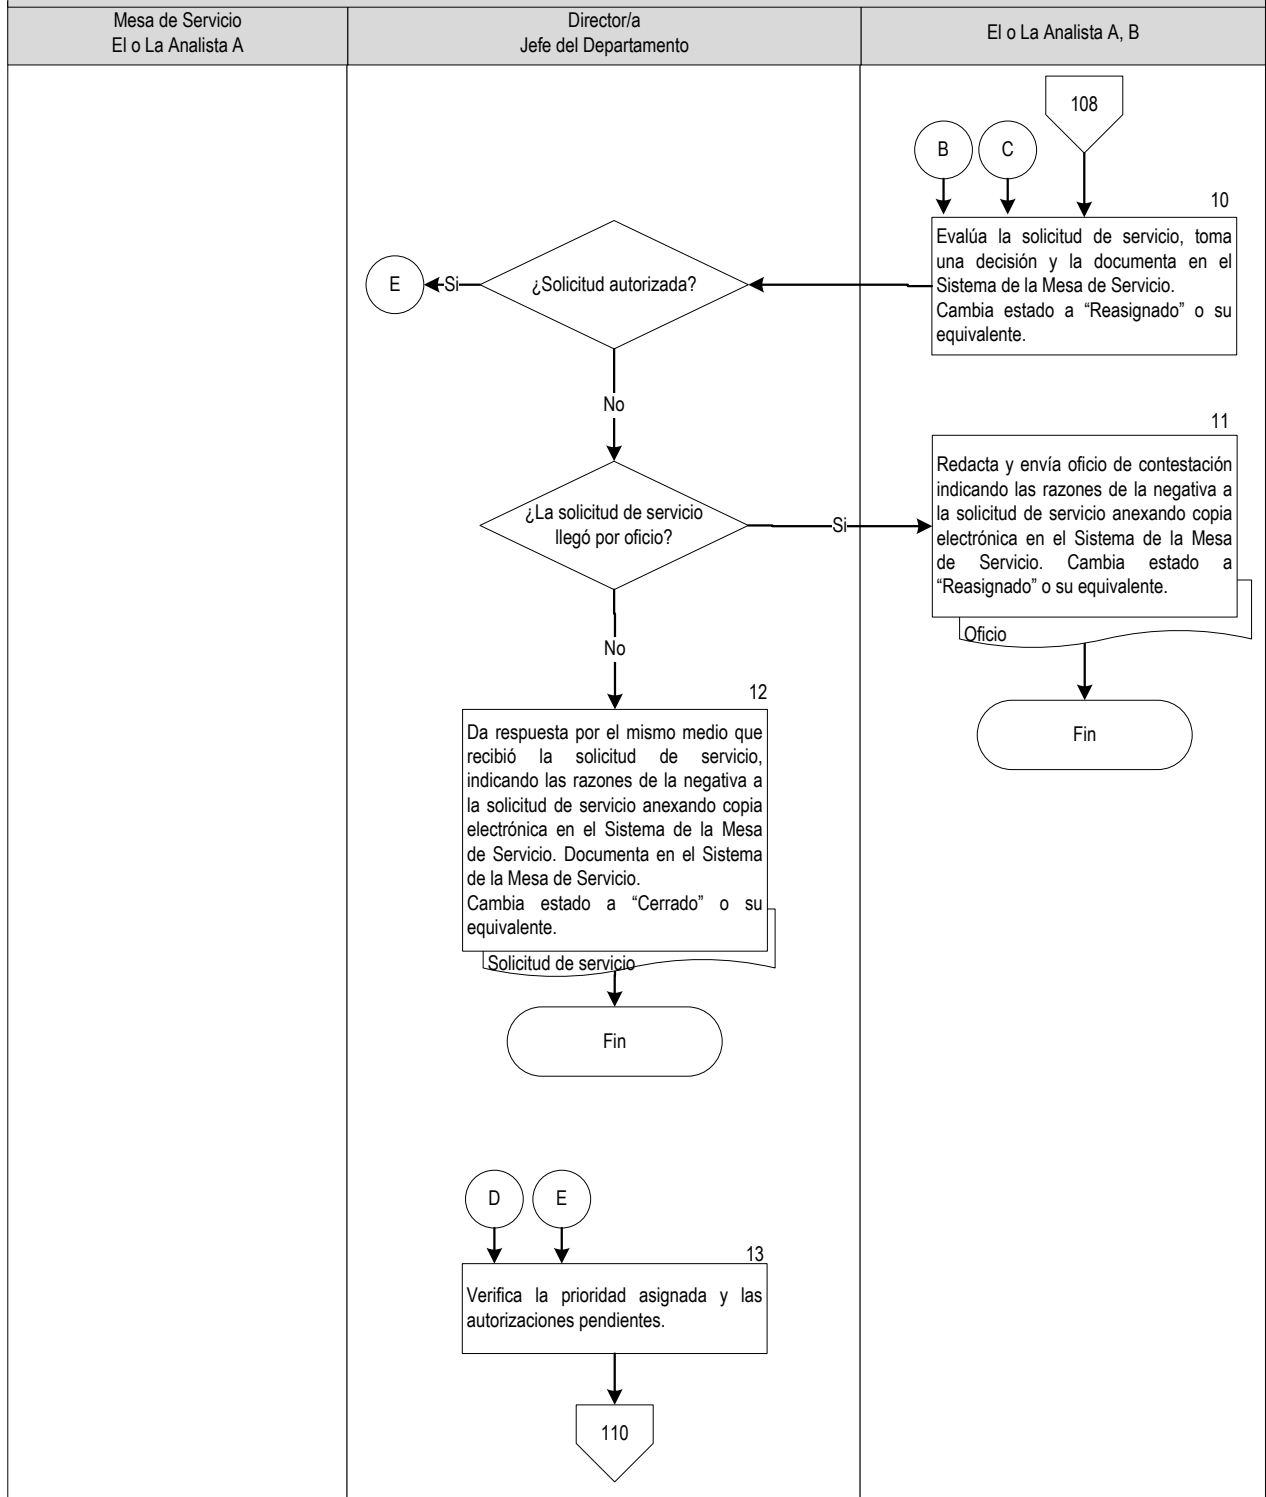 Mesa de Servicio
El o La Analista A
Director/a
Jefe del Departamento
El o La Analista A, B
108
B
C
10
Evalúa la solicitud de servicio, toma
una decisión y la documenta en el
Sistema de la Mesa de Servicio.
Cambia estado a “Reasignado” o su
equivalente.
¿Solicitud autorizada?
Si
E
No
11
¿La solicitud de servicio
llegó por oficio?
Si
Redacta y envía oficio de contestación
indicando las razones de la negativa a
la solicitud de servicio anexando copia
electrónica en el Sistema de la Mesa
de Servicio. Cambia estado a
“Reasignado” o su equivalente.
Oficio
Fin
No
12
Da respuesta por el mismo medio que
recibió la solicitud de servicio,
indicando las razones de la negativa a
la solicitud de servicio anexando copia
electrónica en el Sistema de la Mesa
de Servicio. Documenta en el Sistema
de la Mesa de Servicio.
Cambia estado a “Cerrado” o su
equivalente.
Solicitud de servicio
Fin
D
E
13
Verifica la prioridad asignada y las
autorizaciones pendientes.
110